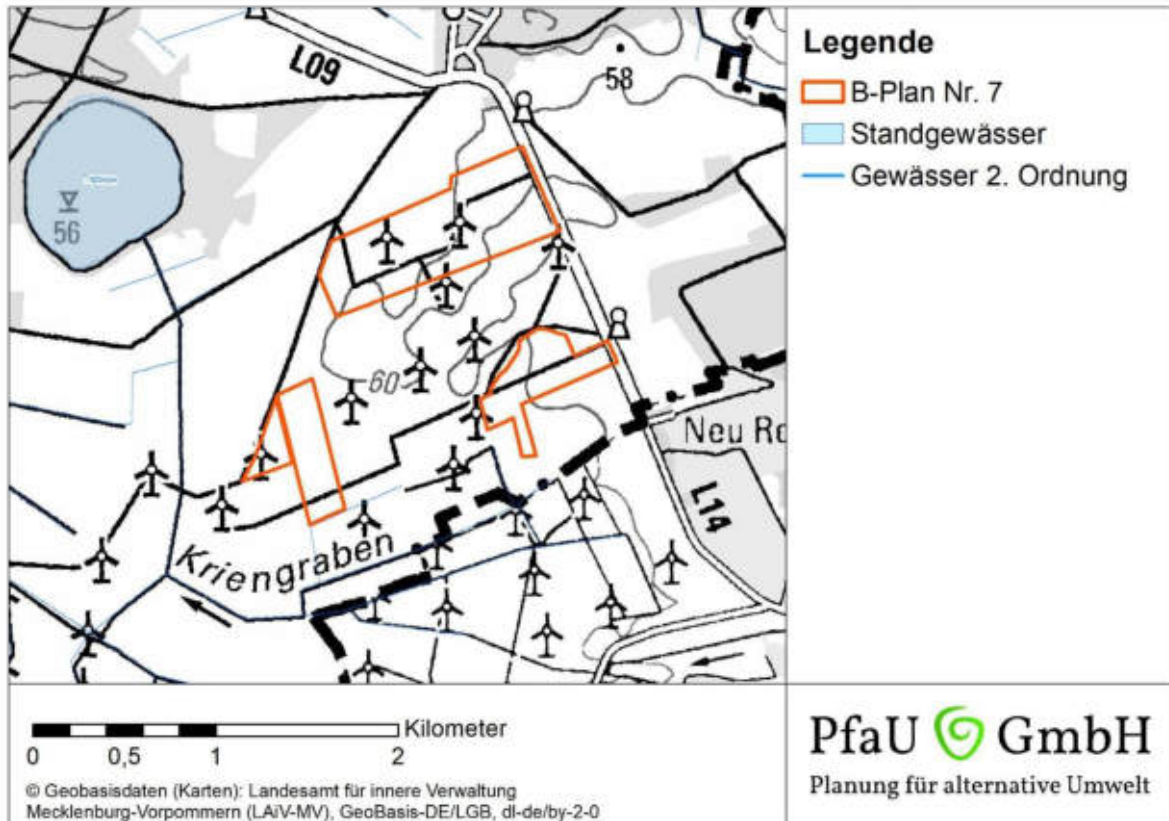 L09
58
56
60
Neu Ro
L14
Kriengraben
Legende
B-Plan Nr. 7
Standgewässer
Gewässer 2. Ordnung
Kilometer
0 0,5 1 2
© Geobasisdaten (Karten): Landesamt für innere Verwaltung
Mecklenburg-Vorpommern (LAiV-MV), GeoBasis-DE/LGB, dl-de/by-2-0
PfaU GmbH
Planung für alternative Umwelt